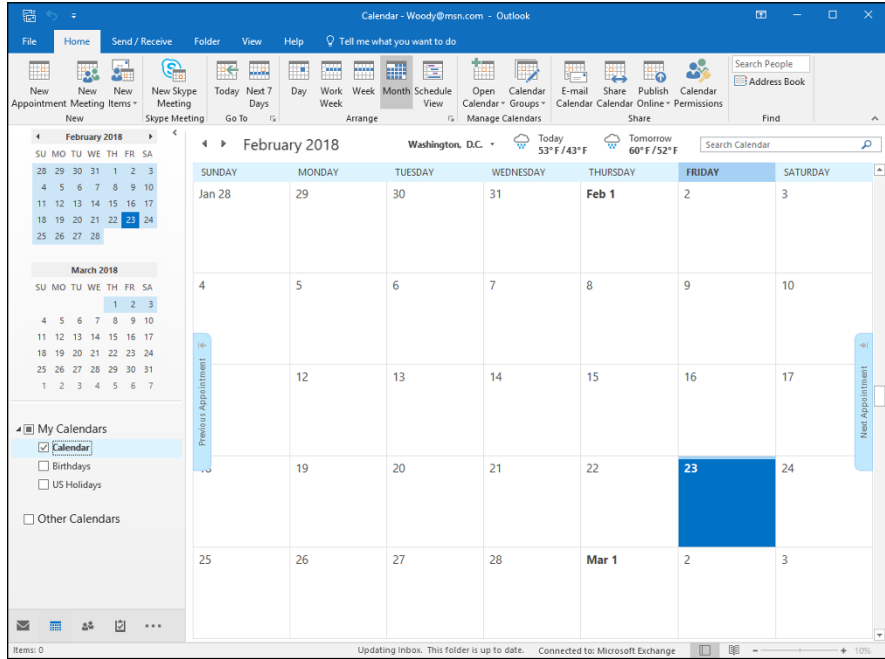 Calendar - Woody@msn.com - Outlook
File Home Send / Receive Folder View Help Tell me what you want to do
New Appointment
New Meeting
New Items
New Skype Meeting
Today
Next 7 Days
Day
Work Week
Week
Month
Schedule View
Open Calendar
Calendar Groups
E-mail Calendar
Share Calendar
Publish Online
Calendar Permissions
Search People
Address Book
New Skype Meeting Go To Arrange Manage Calendars Share Find
February 2018
SU MO TU WE TH FR SA
28 29 30 31 1 2 3
4 5 6 7 8 9 10
11 12 13 14 15 16 17
18 19 20 21 22 23 24
25 26 27 28
March 2018
SU MO TU WE TH FR SA
1 2 3
4 5 6 7 8 9 10
11 12 13 14 15 16 17
18 19 20 21 22 23 24
25 26 27 28 29 30 31
1 2 3 4 5 6 7
My Calendars
Calendar
Birthdays
US Holidays
Other Calendars
February 2018
Washington, D.C.
Today
53° F / 43° F
Tomorrow
60° F / 52° F
Search Calendar
SUNDAY MONDAY TUESDAY WEDNESDAY THURSDAY FRIDAY SATURDAY
Jan 28 29 30 31 Feb 1 2 3
4 5 6 7 8 9 10
12 13 14 15 16 17
19 20 21 22 23 24
25 26 27 28 Mar 1 2 3
Previous Appointment
Next Appointment
Items: 0
Updating Inbox. This folder is up to date. Connected to: Microsoft Exchange
10%